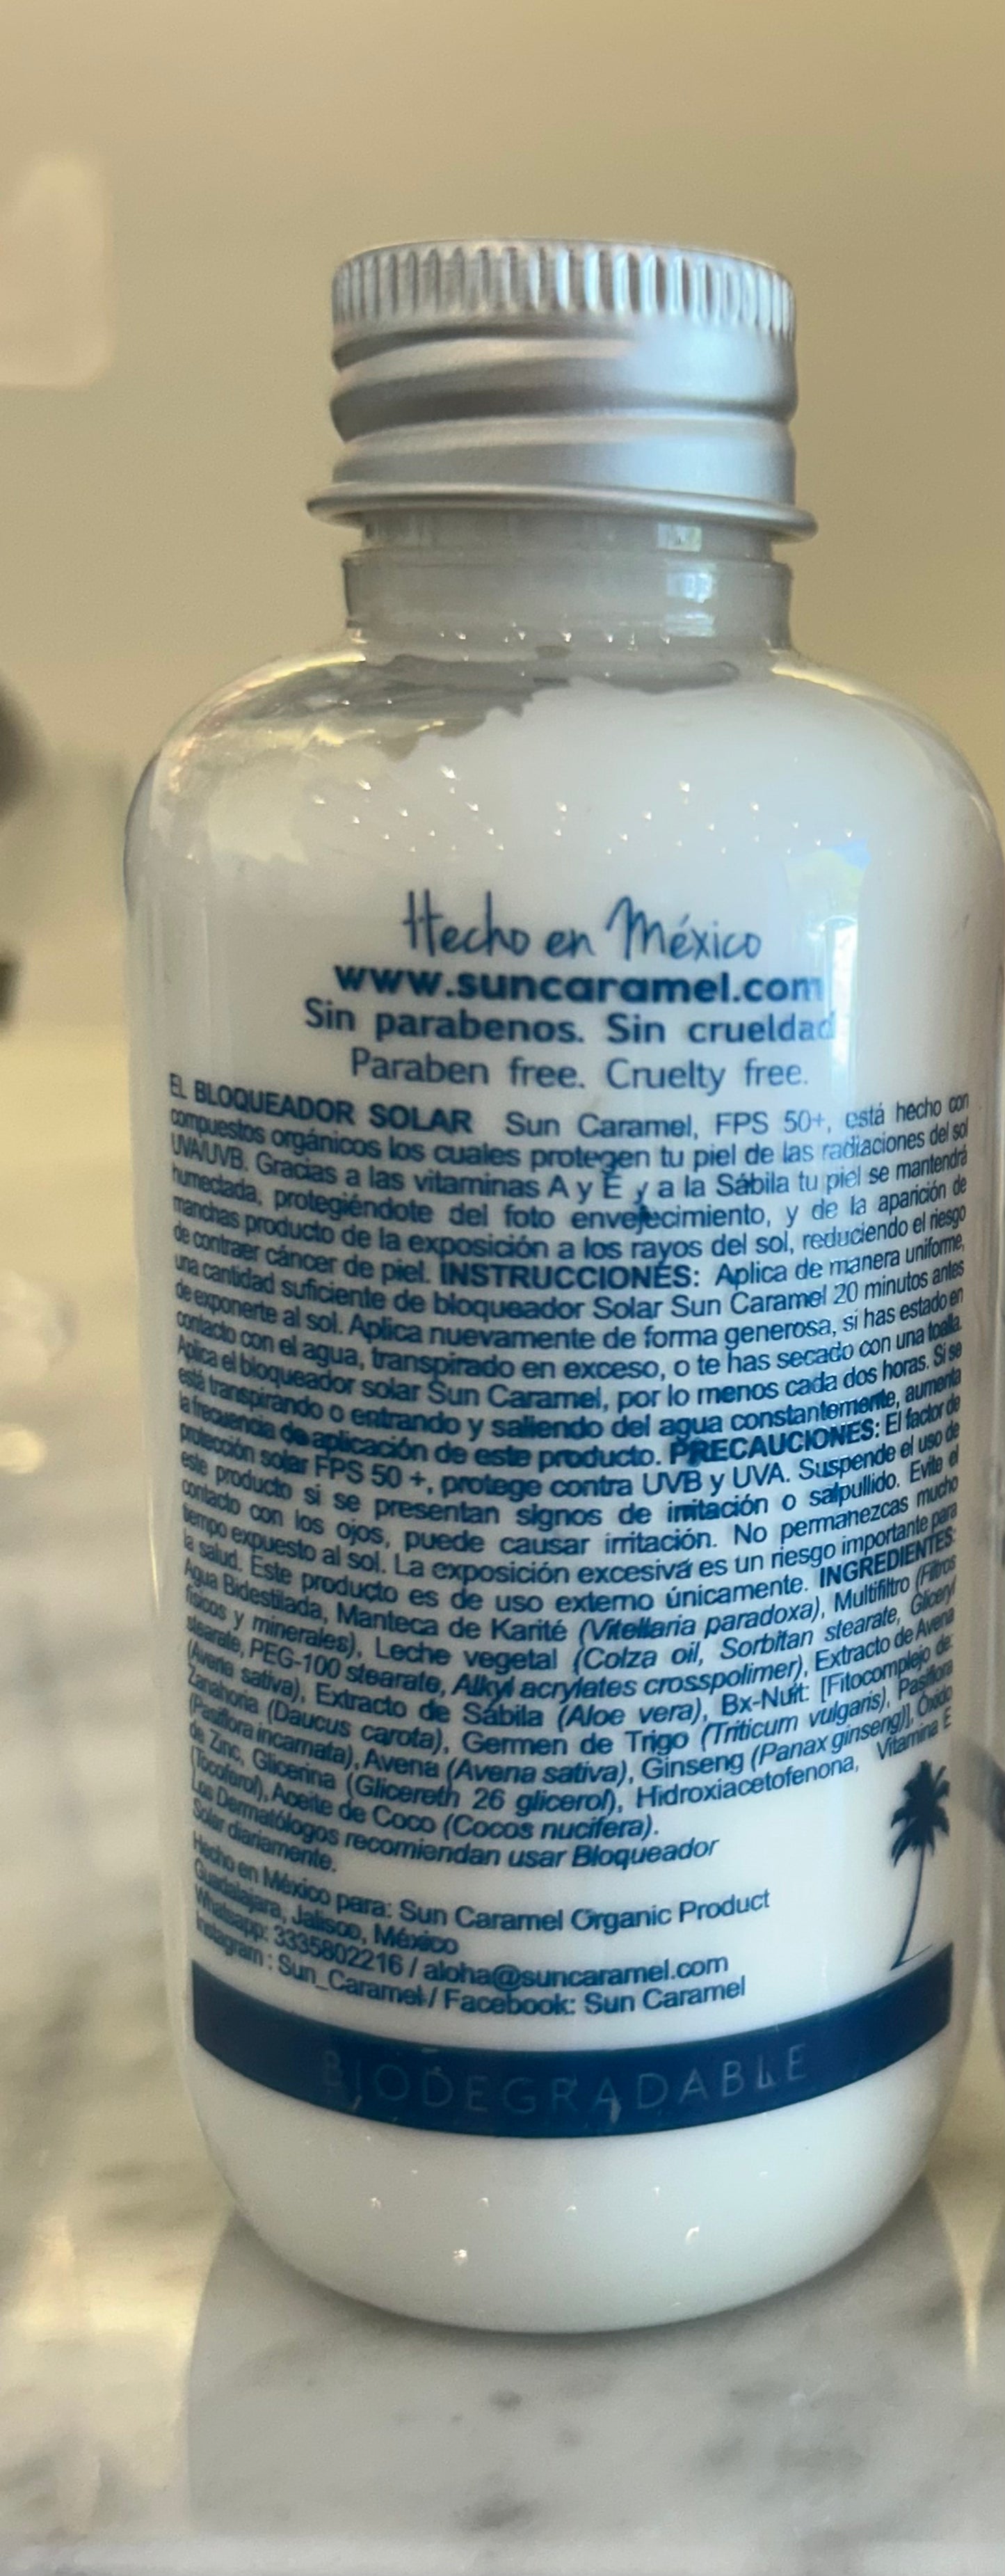 Hecho en México
www.suncaramel.com
Sin parabenos. Sin crueldad
Paraben free. Cruelty free.
EL BLOQUEADOR SOLAR Sun Caramel, FPS 50+, está hecho con
compuestos orgánicos los cuales protegen tu piel de las radiaciones del sol
UVA/UVB. Gracias a las vitaminas A y E y a la Sábila tu piel se mantendrá
humectada, protegiéndote del foto envejecimiento, y de la aparición de
manchas producto de la exposición a los rayos del sol, reduciendo el riesgo
de contraer cáncer de piel. INSTRUCCIONES: Aplica de manera uniforme,
una cantidad suficiente de bloqueador Solar Sun Caramel 20 minutos antes
de exponerte al sol. Aplica nuevamente de forma generosa, si has estado en
contacto con el agua, transpirado en exceso, o te has secado con una toalla.
Aplica el bloqueador solar Sun Caramel, por lo menos cada dos horas. Si se
está transpirando o entrando y saliendo del agua constantemente, aumenta
la frecuencia de aplicación de este producto. PRECAUCIONES: El factor de
protección solar FPS 50 +, protege contra UVB y UVA. Suspende el uso de
este producto si se presentan signos de irritación o salpullido. Evite el
contacto con los ojos, puede causar irritación. No permanezcas mucho
tiempo expuesto al sol. La exposición excesiva es un riesgo importante para
la salud. Este producto es de uso externo únicamente. INGREDIENTES:
Agua Bidestilada, Manteca de Karité (Vitellaria paradoxa), Multifiltro (Filtros
físicos y minerales), Leche vegetal (Colza oil, Sorbitan stearate, Gliceryl
stearate, PEG-100 stearate, Alkyl acrylates crosspolimer), Extracto de Avena
(Avena sativa), Extracto de Sábila (Aloe vera), Bx-Nutit: [Fitocomplejo de:
Zanahoria (Daucus carota), Germen de Trigo (Triticum vulgaris), Pasiflora
(Pasiflora incarnata), Avena (Avena sativa), Ginseng (Panax ginseng)], Óxido
de Zinc, Glicerina (Glicereth 26 glicerol), Hidroxiacetofenona, Vitamina E
(Tocoferol), Aceite de Coco (Cocos nucifera).
Los Dermatólogos recomiendan usar Bloqueador
Solar diariamente.
Hecho en México para: Sun Caramel Organic Product
Guadalajara, Jalisco, México
Whatsapp: 3335802216 / aloha@suncaramel.com
Instagram : Sun_Caramel / Facebook: Sun Caramel
BIODEGRADABLE